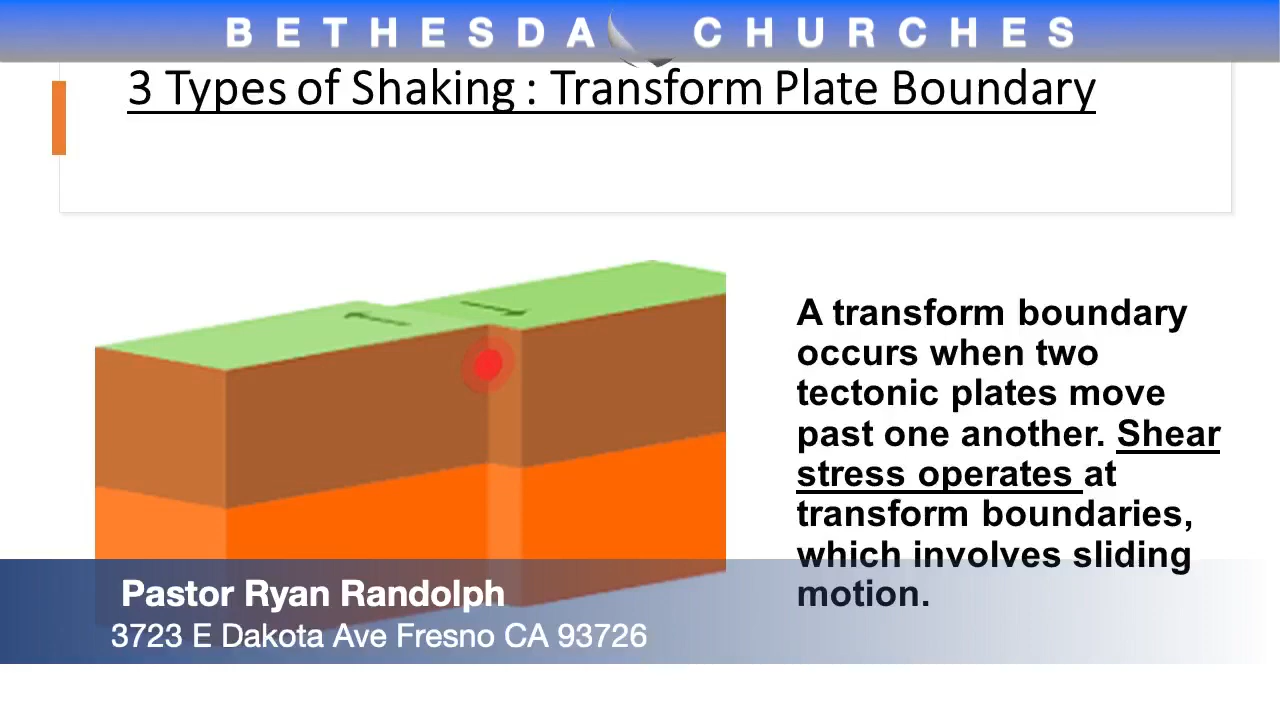 BETHESDA CHURCHES
3 Types of Shaking : Transform Plate Boundary
A transform boundary
occurs when two
tectonic plates move
past one another. Shear
stress operates at
transform boundaries,
which involves sliding
motion.
Pastor Ryan Randolph
3723 E Dakota Ave Fresno CA 93726